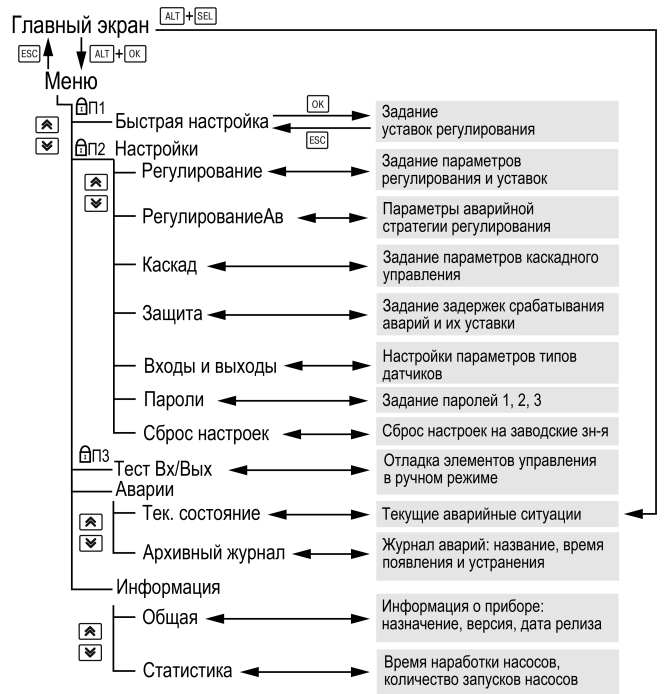 Главный экран
ALT + SEL
ESC
ALT + OK
Меню
П1
Быстрая настройка
OK
ESC
Задание
уставок регулирования
П2 Настройки
Регулирование
Задание параметров
регулирования и уставок
РегулированиеАв
Параметры аварийной
стратегии регулирования
Каскад
Задание параметров каскадного
управления
Защита
Задание задержек срабатывания
аварий и их уставки
Входы и выходы
Настройки параметров типов
датчиков
Пароли
Задание паролей 1, 2, 3
Сброс настроек
Сброс настроек на заводские зн-я
П3
Тест Вх/Вых
Отладка элементов управления
в ручном режиме
Аварии
Тек. состояние
Текущие аварийные ситуации
Архивный журнал
Журнал аварий: название, время
появления и устранения
Информация
Общая
Информация о приборе:
назначение, версия, дата релиза
Статистика
Время наработки насосов,
количество запусков насосов